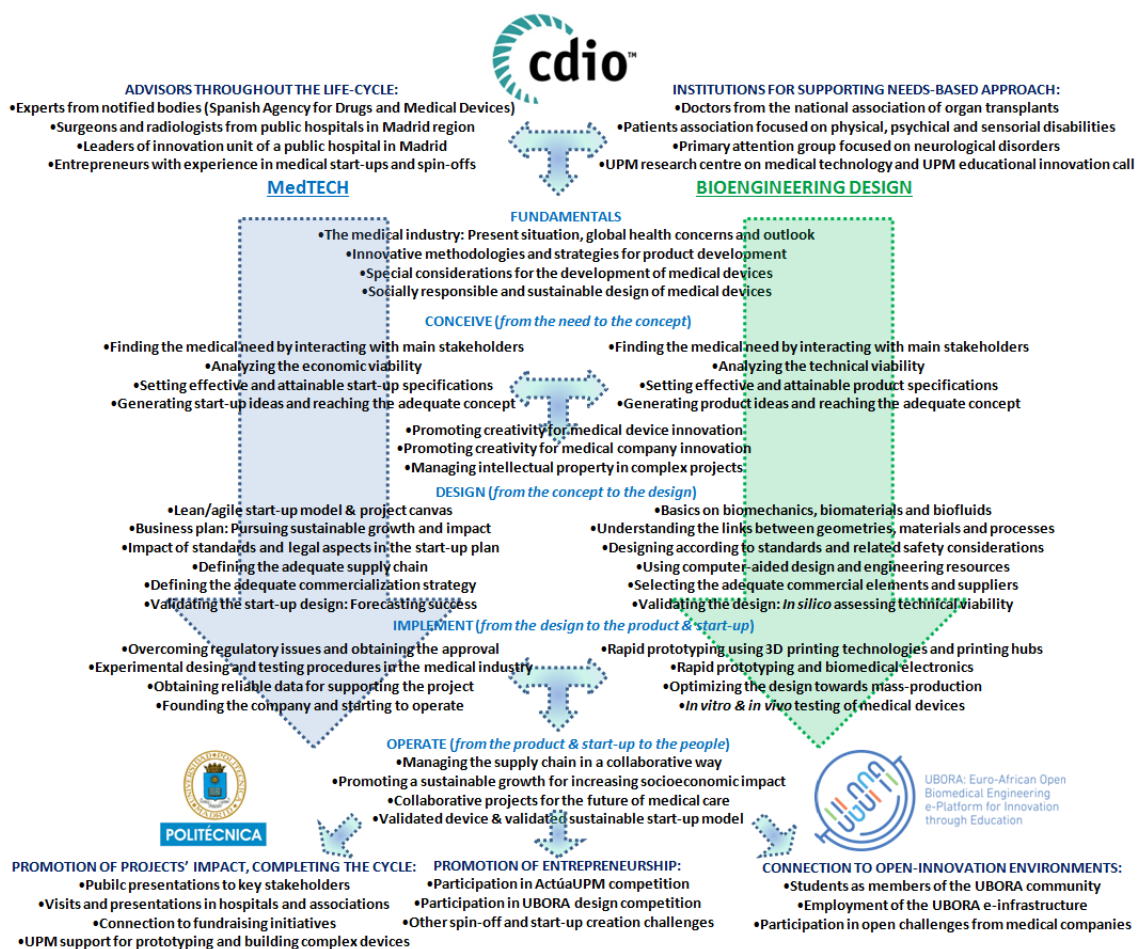 cdio™
ADVISORS THROUGHOUT THE LIFE-CYCLE:
•Experts from notified bodies (Spanish Agency for Drugs and Medical Devices)
•Surgeons and radiologists from public hospitals in Madrid region
•Leaders of innovation unit of a public hospital in Madrid
•Entrepreneurs with experience in medical start-ups and spin-offs
INSTITUTIONS FOR SUPPORTING NEEDS-BASED APPROACH:
•Doctors from the national association of organ transplants
•Patients association focused on physical, psychical and sensorial disabilities
•Primary attention group focused on neurological disorders
•UPM research centre on medical technology and UPM educational innovation call
MedTECH
BIOENGINEERING DESIGN
FUNDAMENTALS
•The medical industry: Present situation, global health concerns and outlook
•Innovative methodologies and strategies for product development
•Special considerations for the development of medical devices
•Socially responsible and sustainable design of medical devices
CONCEIVE (from the need to the concept)
•Finding the medical need by interacting with main stakeholders
•Analyzing the economic viability
•Setting effective and attainable start-up specifications
•Generating start-up ideas and reaching the adequate concept
•Finding the medical need by interacting with main stakeholders
•Analyzing the technical viability
•Setting effective and attainable product specifications
•Generating product ideas and reaching the adequate concept
•Promoting creativity for medical device innovation
•Promoting creativity for medical company innovation
•Managing intellectual property in complex projects
DESIGN (from the concept to the design)
•Lean/agile start-up model & project canvas
•Business plan: Pursuing sustainable growth and impact
•Impact of standards and legal aspects in the start-up plan
•Defining the adequate supply chain
•Defining the adequate commercialization strategy
•Validating the start-up design: Forecasting success
•Basics on biomechanics, biomaterials and biofluids
•Understanding the links between geometries, materials and processes
•Designing according to standards and related safety considerations
•Using computer-aided design and engineering resources
•Selecting the adequate commercial elements and suppliers
•Validating the design: In silico assessing technical viability
IMPLEMENT (from the design to the product & start-up)
•Overcoming regulatory issues and obtaining the approval
•Experimental desing and testing procedures in the medical industry
•Obtaining reliable data for supporting the project
•Founding the company and starting to operate
•Rapid prototyping using 3D printing technologies and printing hubs
•Rapid prototyping and biomedical electronics
•Optimizing the design towards mass-production
•In vitro & in vivo testing of medical devices
OPERATE (from the product & start-up to the people)
•Managing the supply chain in a collaborative way
•Promoting a sustainable growth for increasing socioeconomic impact
•Collaborative projects for the future of medical care
•Validated device & validated sustainable start-up model
POLITÉCNICA
UBORA: Euro-African Open
Biomedical Engineering
e-Platform for Innovation
through Education
PROMOTION OF PROJECTS' IMPACT, COMPLETING THE CYCLE:
•Public presentations to key stakeholders
•Visits and presentations in hospitals and associations
•Connection to fundraising initiatives
•UPM support for prototyping and building complex devices
PROMOTION OF ENTREPRENEURSHIP:
•Participation in ActúaUPM competition
•Participation in UBORA design competition
•Other spin-off and start-up creation challenges
CONNECTION TO OPEN-INNOVATION ENVIRONMENTS:
•Students as members of the UBORA community
•Employment of the UBORA e-infrastructure
•Participation in open challenges from medical companies